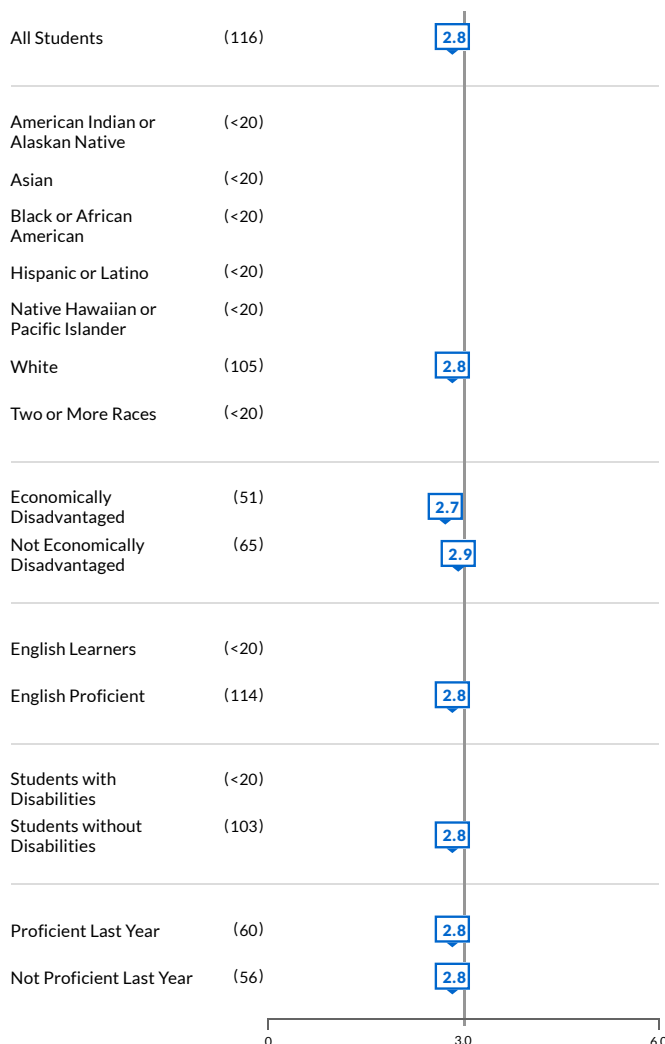 All Students (116) 2.8
American Indian or (<20)
Alaskan Native
Asian (<20)
Black or African (<20)
American
Hispanic or Latino (<20)
Native Hawaiian or (<20)
Pacific Islander
White (105) 2.8
Two or More Races (<20)
Economically (51) 2.7
Disadvantaged
Not Economically (65) 2.9
Disadvantaged
English Learners (<20)
English Proficient (114) 2.8
Students with (<20)
Disabilities
Students without (103) 2.8
Disabilities
Proficient Last Year (60) 2.8
Not Proficient Last Year (56) 2.8
0 3.0 6.0